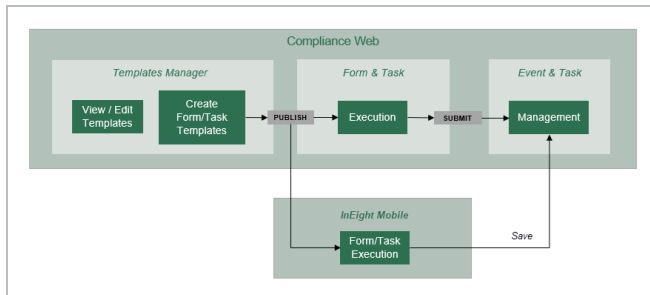 Compliance Web
Templates Manager
Form & Task
Event & Task
View / Edit
Templates
Create
Form/Task
Templates
PUBLISH
Execution
SUBMIT
Management
InEight Mobile
Form/Task
Execution
Save